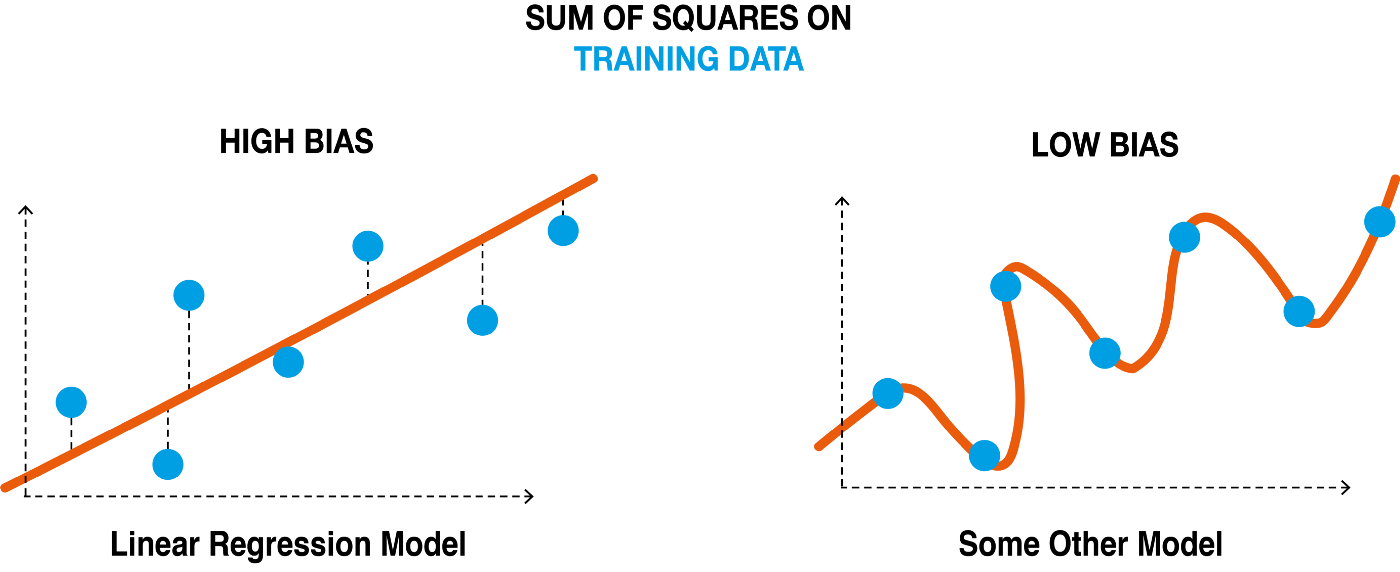 SUM OF SQUARES ON
TRAINING DATA
HIGH BIAS
LOW BIAS
Linear Regression Model
Some Other Model